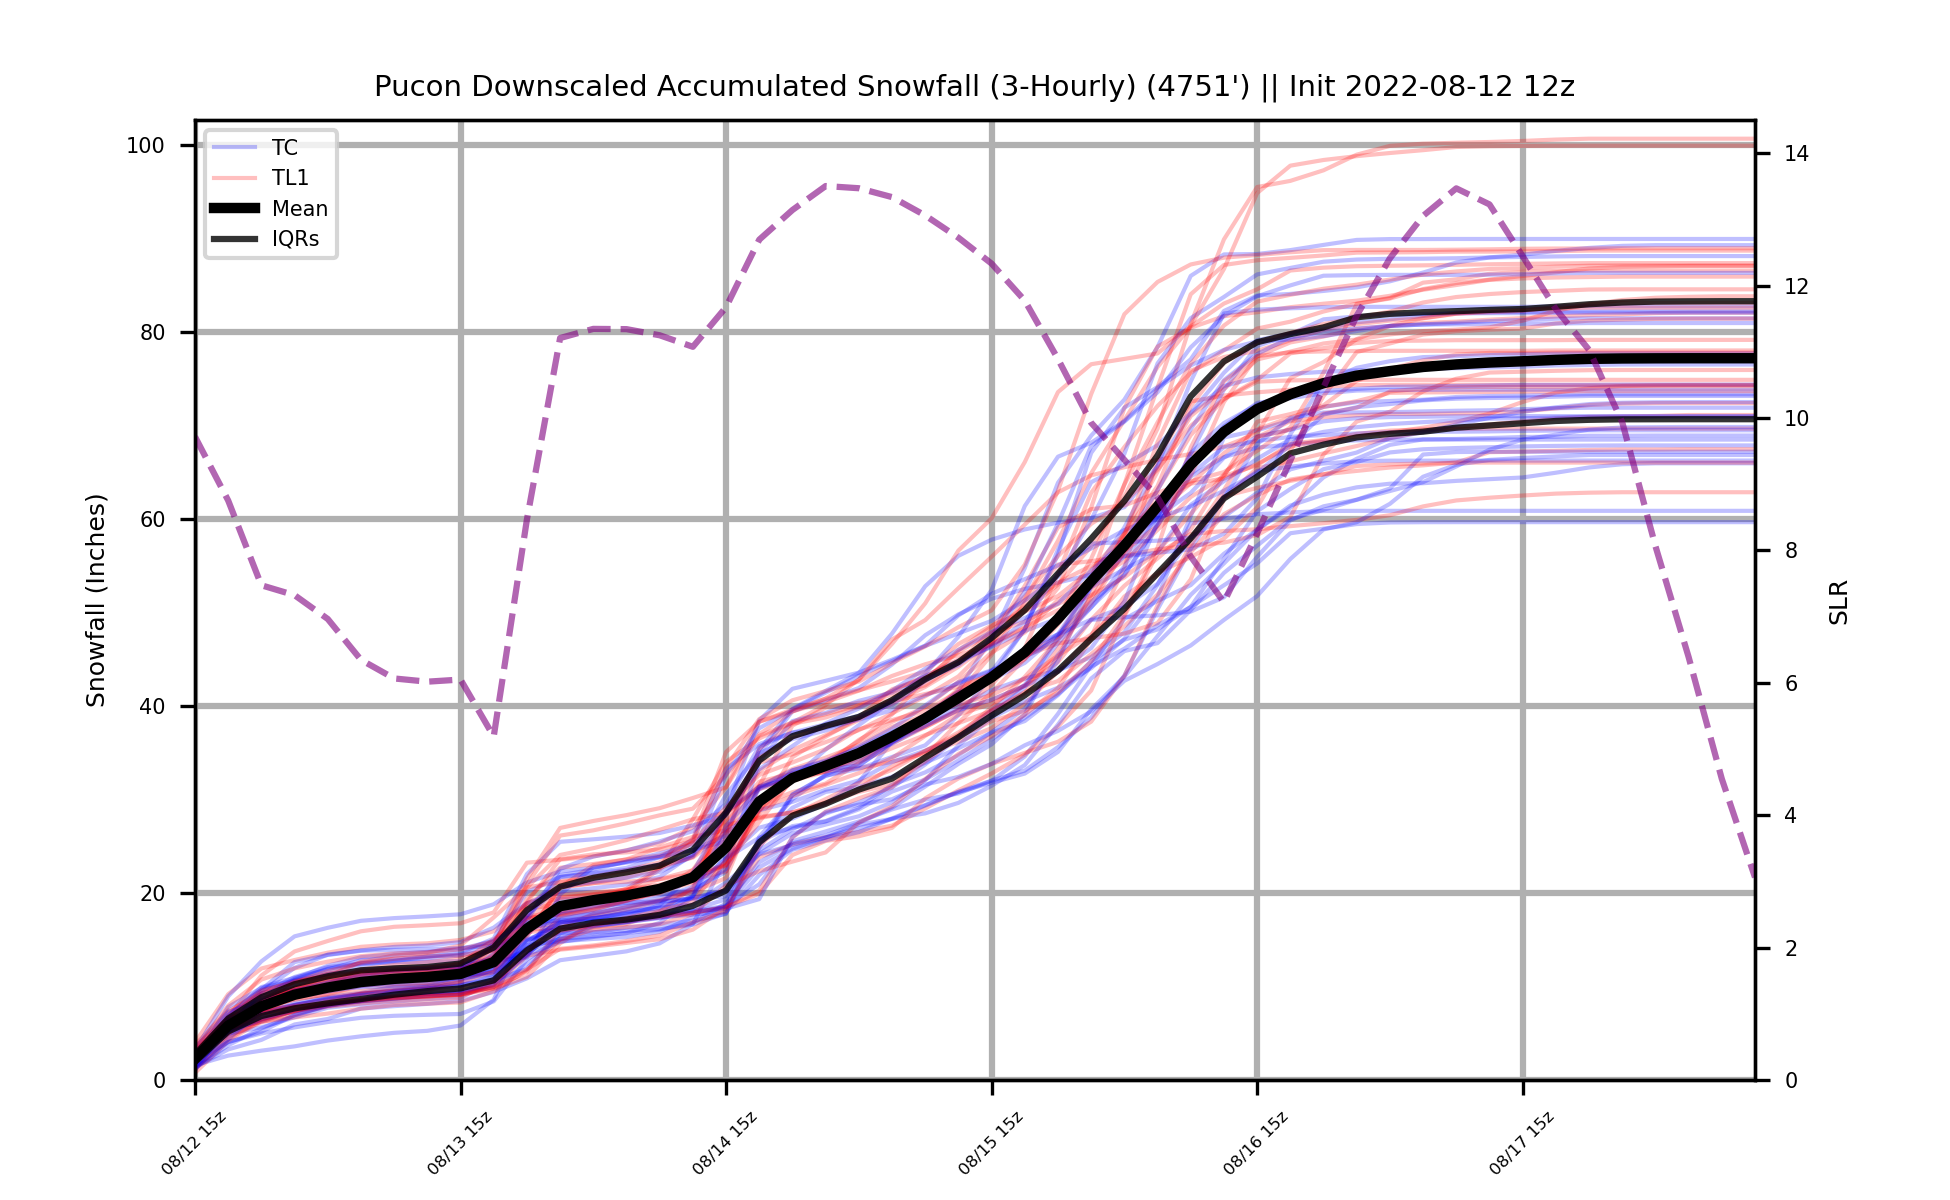 Pucon Downscaled Accumulated Snowfall (3-Hourly) (4751') || Init 2022-08-12 12z
TC
TL1
Mean
IQRs
Snowfall (Inches)
100
80
60
40
20
0
SLR
14
12
10
8
6
4
2
0
08/12 15z
08/13 15z
08/14 15z
08/15 15z
08/16 15z
08/17 15z